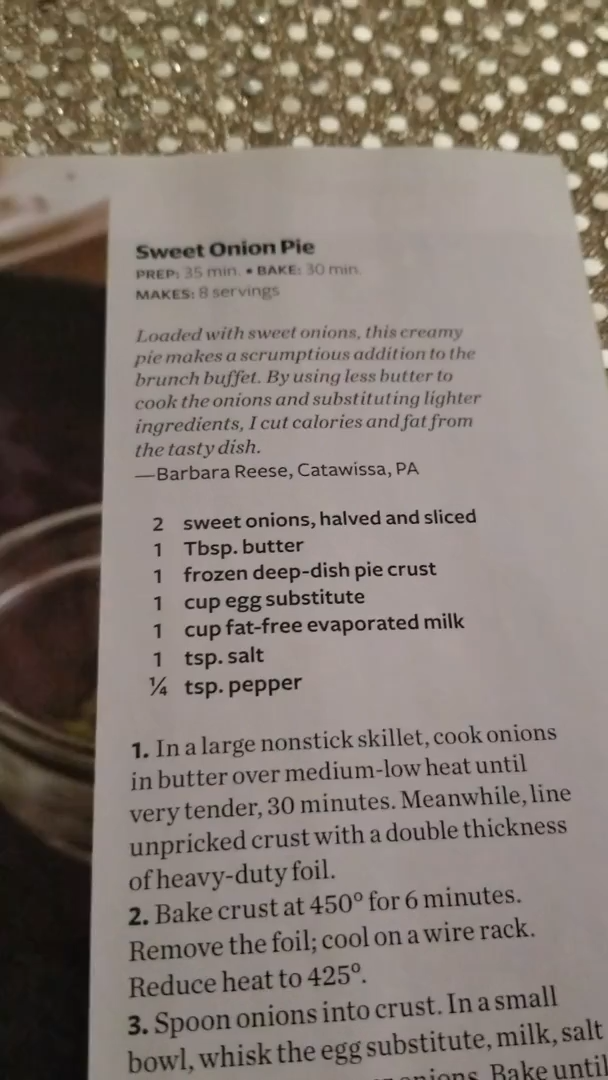 Sweet Onion Pie
PREP: 35 min. • BAKE: 30 min.
MAKES: 8 servings
Loaded with sweet onions, this creamy
pie makes a scrumptious addition to the
brunch buffet. By using less butter to
cook the onions and substituting lighter
ingredients, I cut calories and fat from
the tasty dish.
—Barbara Reese, Catawissa, PA
2 sweet onions, halved and sliced
1 Tbsp. butter
1 frozen deep-dish pie crust
1 cup egg substitute
1 cup fat-free evaporated milk
1 tsp. salt
¼ tsp. pepper
1. In a large nonstick skillet, cook onions
in butter over medium-low heat until
very tender, 30 minutes. Meanwhile, line
unpricked crust with a double thickness
of heavy-duty foil.
2. Bake crust at 450° for 6 minutes.
Remove the foil; cool on a wire rack.
Reduce heat to 425°.
3. Spoon onions into crust. In a small
bowl, whisk the egg substitute, milk, salt
onions. Bake until